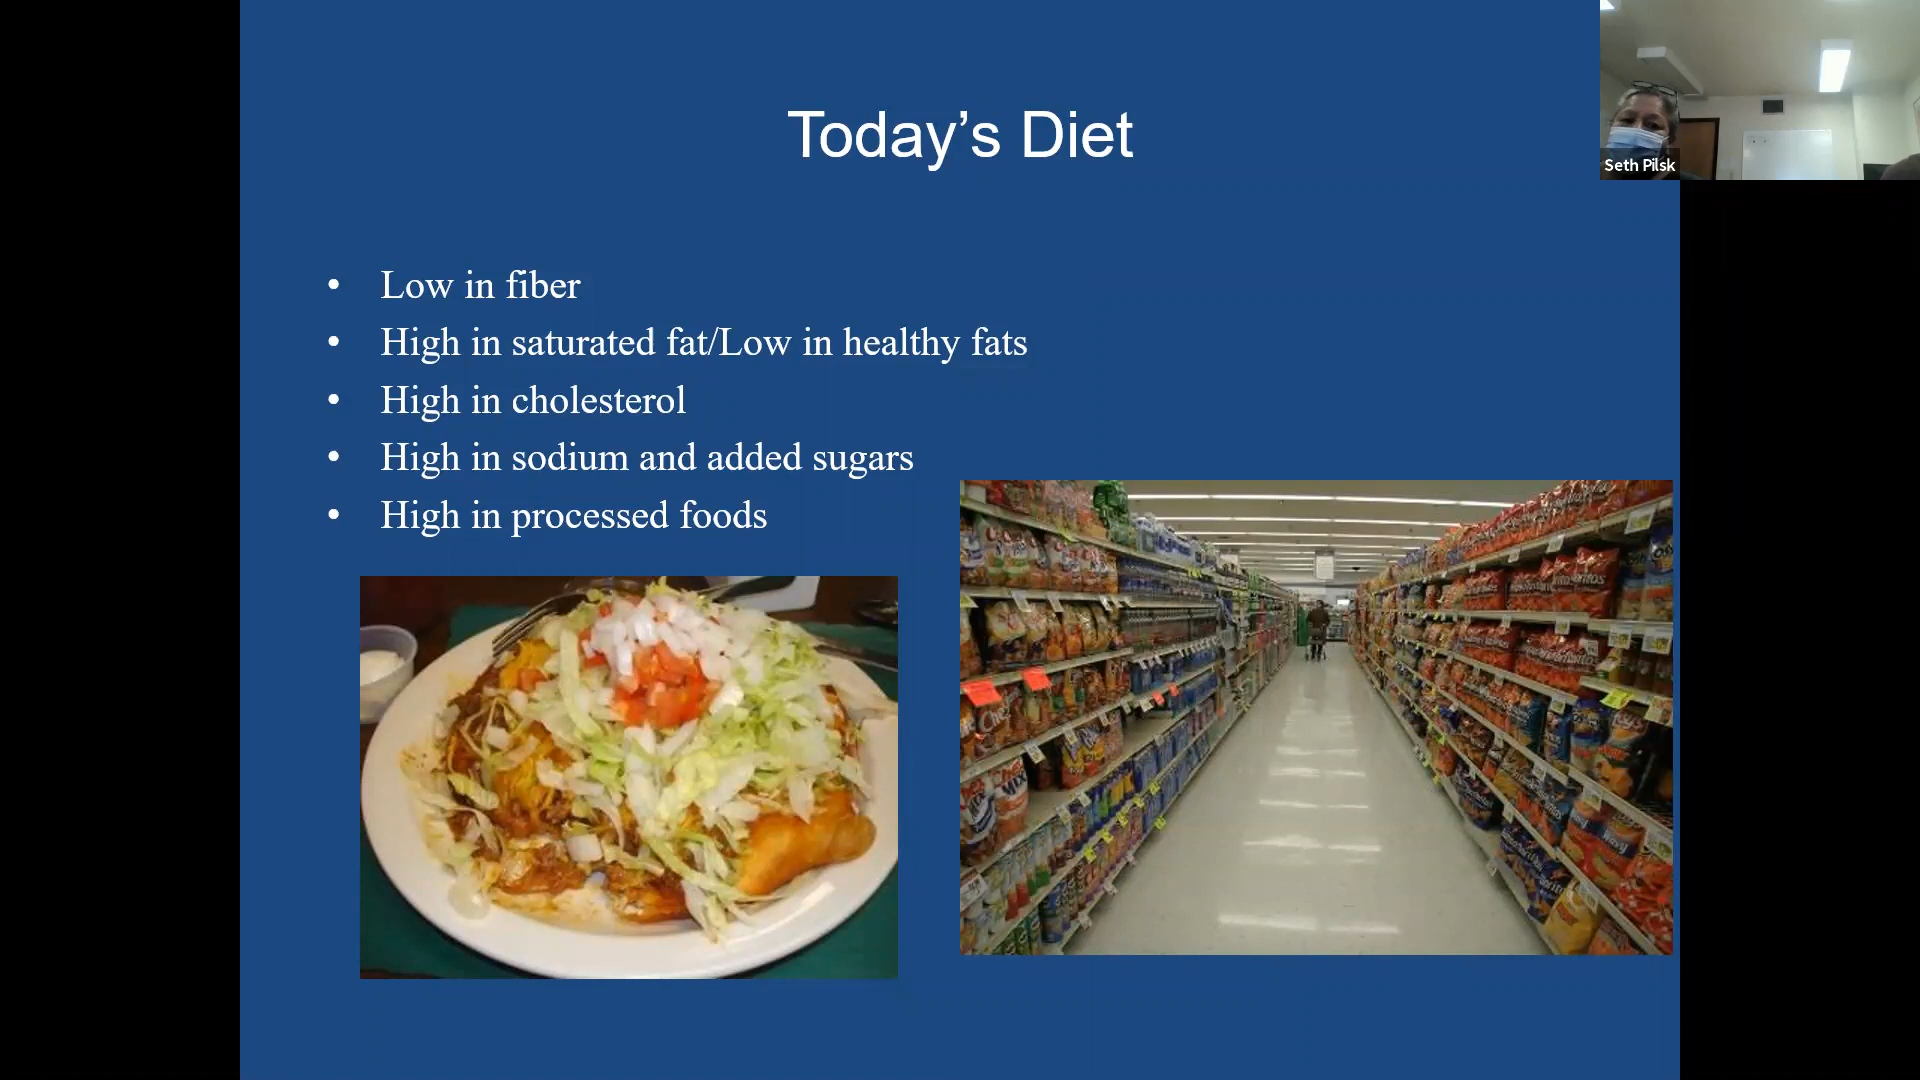 Today’s Diet
Seth Pilsk
• Low in fiber
• High in saturated fat/Low in healthy fats
• High in cholesterol
• High in sodium and added sugars
• High in processed foods